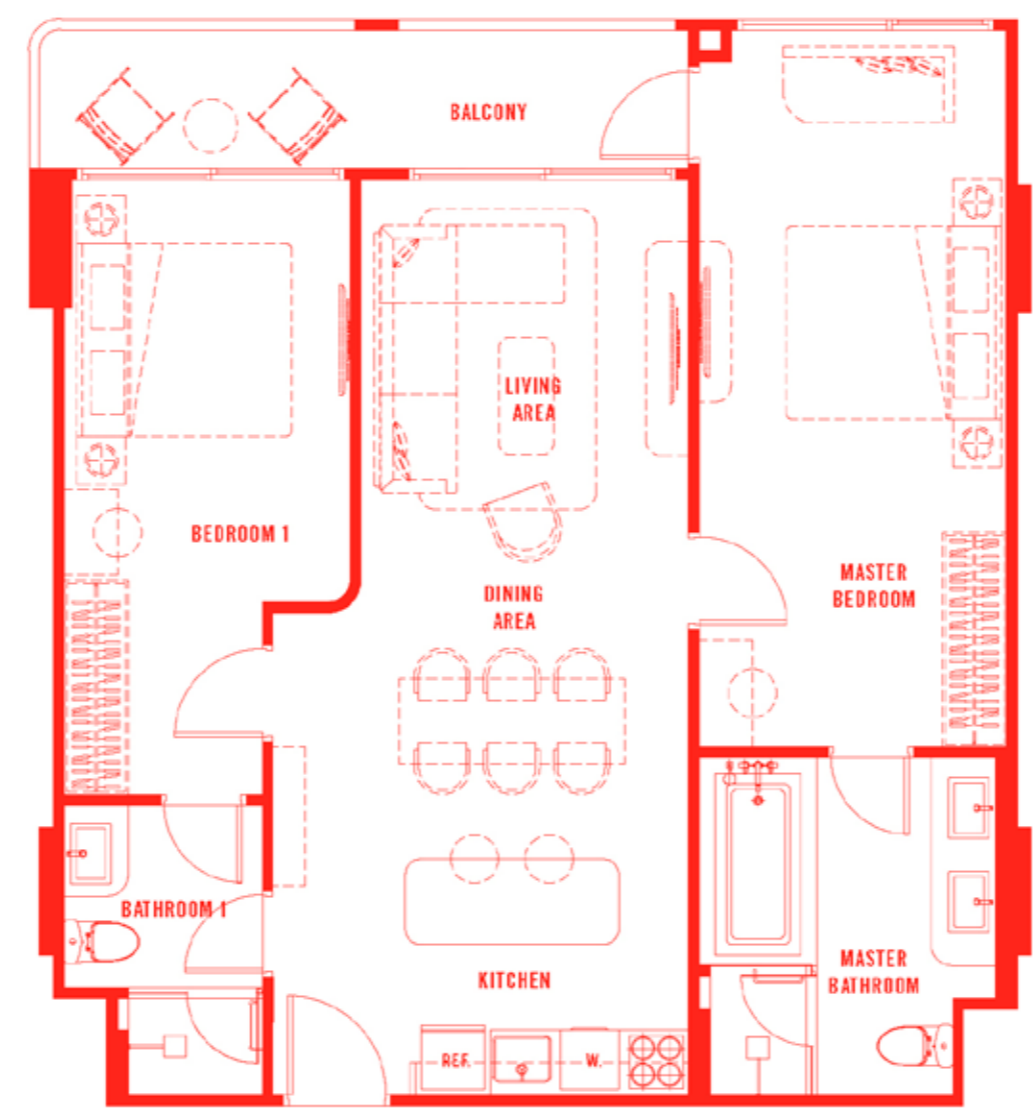 BALCONY
LIVING
AREA
BEDROOM 1
DINING
AREA
MASTER
BEDROOM
BATHROOM 1
KITCHEN
MASTER
BATHROOM
REF.
W.